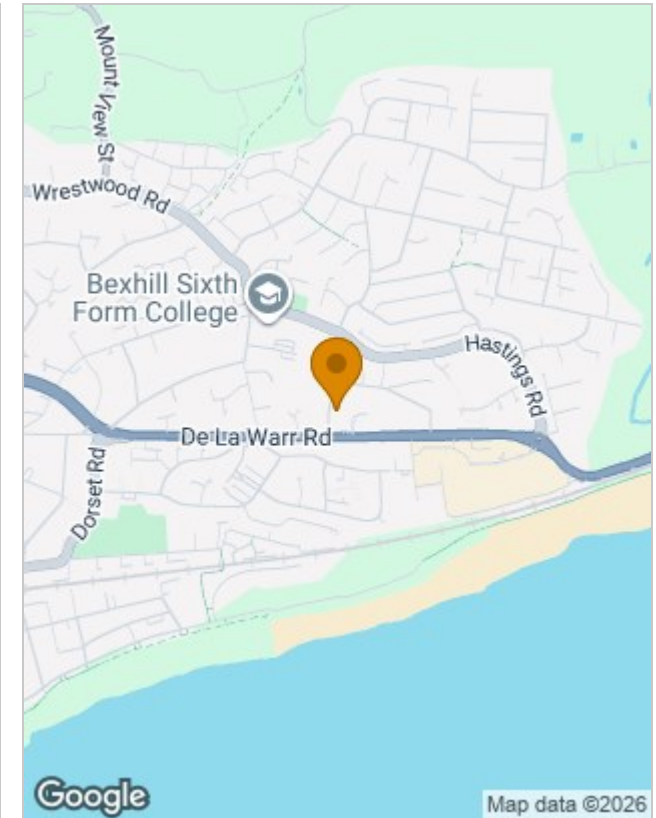 Mount View St
Wrestwood Rd
Bexhill Sixth
Form College
Hastings Rd
De La Warr Rd
Dorset Rd
Google
Map data ©2026